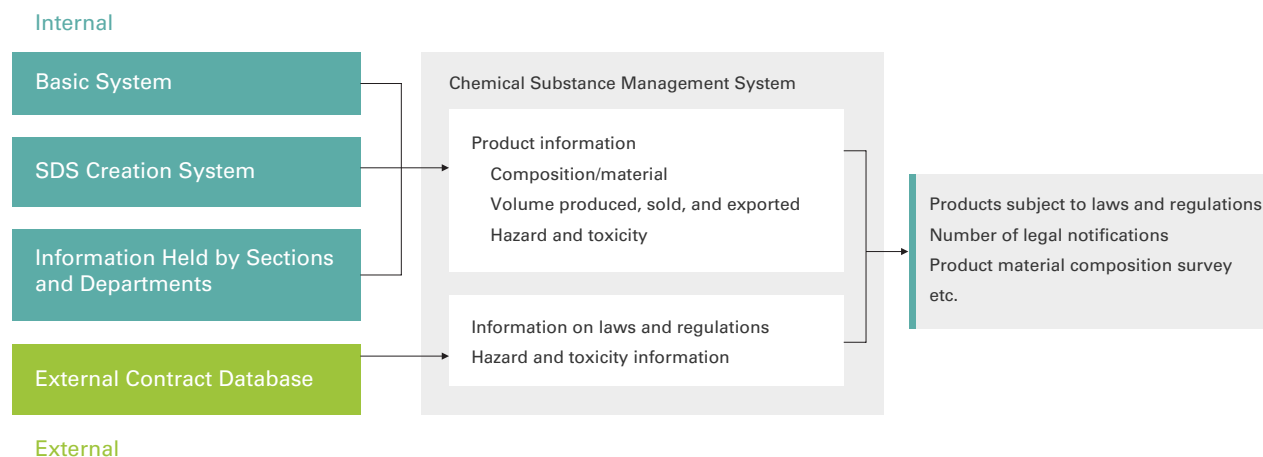 Internal
Basic System
SDS Creation System
Information Held by Sections
and Departments
External Contract Database
External
Chemical Substance Management System
Product information
Composition/material
Volume produced, sold, and exported
Hazard and toxicity
Information on laws and regulations
Hazard and toxicity information
Products subject to laws and regulations
Number of legal notifications
Product material composition survey
etc.